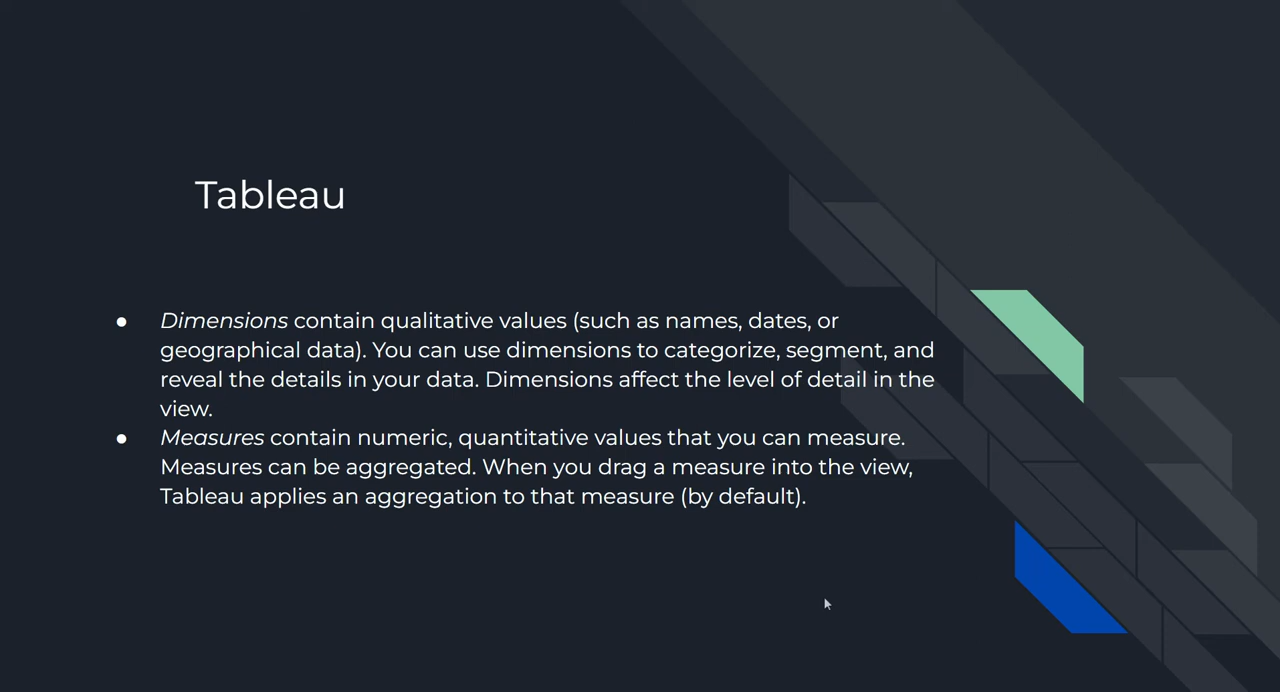 Tableau
● Dimensions contain qualitative values (such as names, dates, or
geographical data). You can use dimensions to categorize, segment, and
reveal the details in your data. Dimensions affect the level of detail in the
view.
● Measures contain numeric, quantitative values that you can measure.
Measures can be aggregated. When you drag a measure into the view,
Tableau applies an aggregation to that measure (by default).